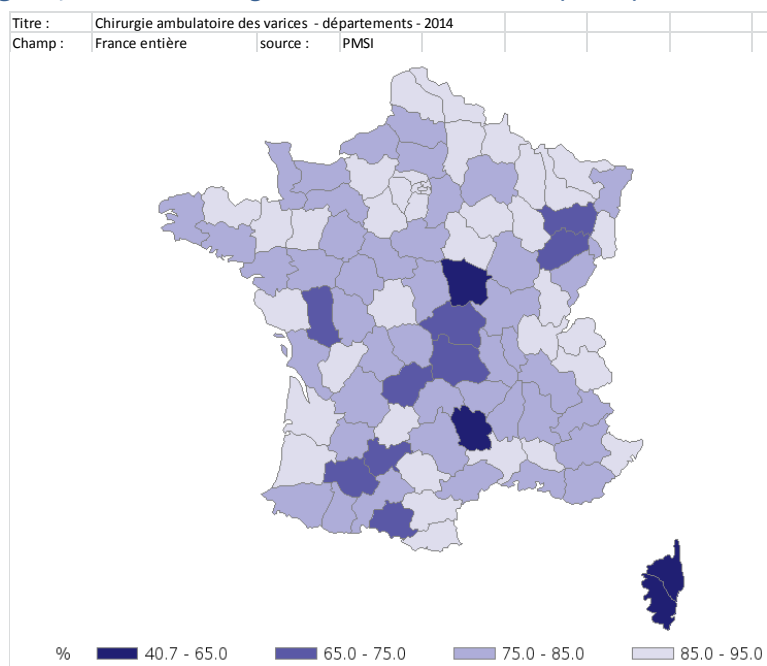 Titre : Chirurgie ambulatoire des varices - départements - 2014
Champ : France entière source : PMSI
% 40.7 - 65.0 65.0 - 75.0 75.0 - 85.0 85.0 - 95.0